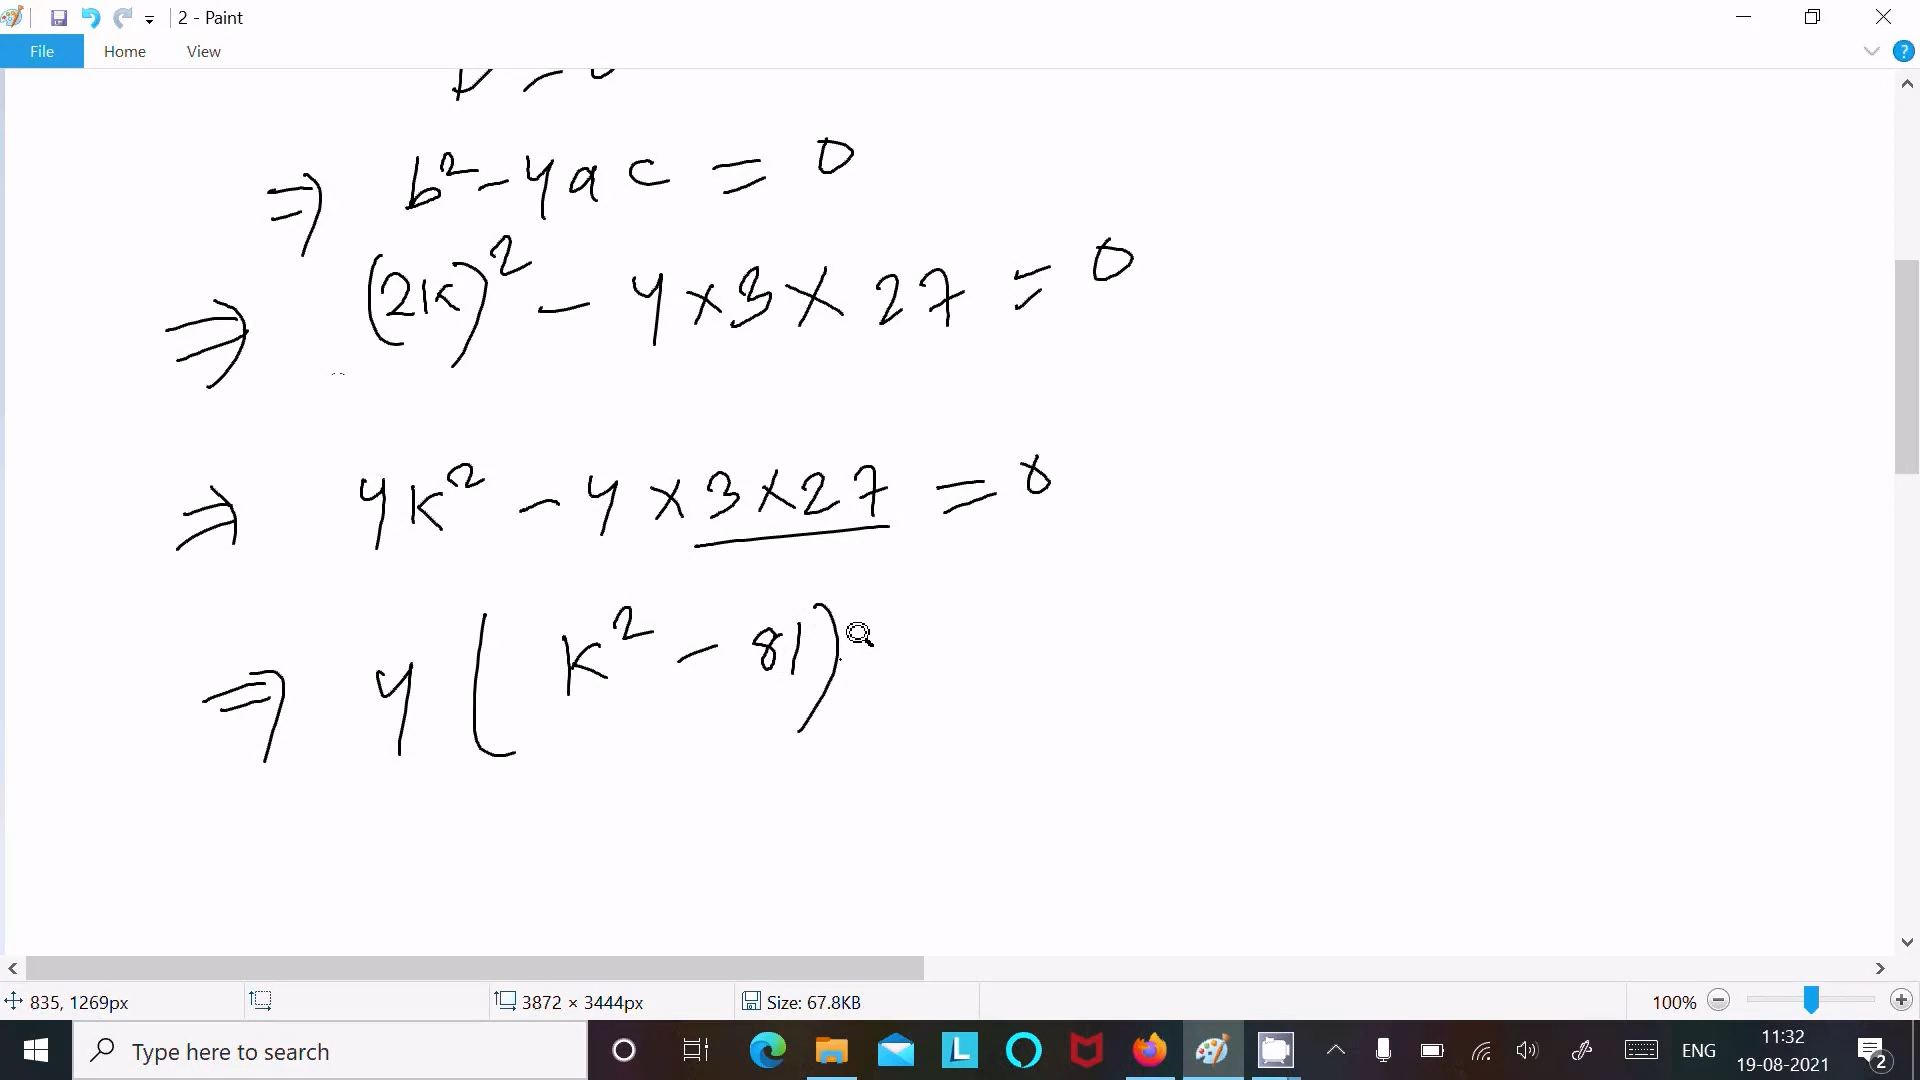 2 - Paint
File Home View
⇒ b² - 4ac = 0
⇒ (2k)² - 4×3×27 = 0
⇒ 4k² - 4×3×27 = 0
⇒ 4(k² - 81)
835, 1269px 3872 × 3444px Size: 67.8KB 100%
Type here to search L ENG 11:32
19-08-2021 2